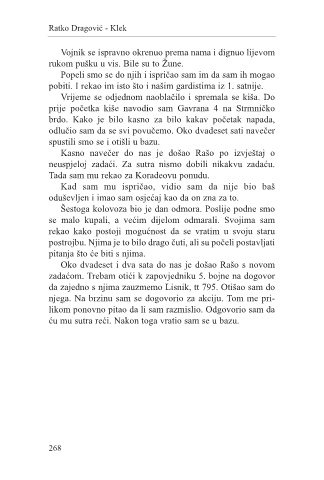 Ratko Dragović - Klek
Vojnik se ispravno okrenuo prema nama i dignuo lijevom
rukom pušku u vis. Bile su to Žune.
Popeli smo se do njih i ispričao sam im da sam ih mogao
pobiti. I rekao im isto što i našim gardistima iz 1. satnije.
Vrijeme se odjednom naoblačilo i spremala se kiša. Do
prije početka kiše navodio sam Gavrana 4 na Strmničko
brdo. Kako je bilo kasno za bilo kakav početak napada,
odlučio sam da se svi povučemo. Oko dvadeset sati navečer
spustili smo se i otišli u bazu.
Kasno navečer do nas je došao Rašo po izvještaj o
neuspjeloj zadaći. Za sutra nismo dobili nikakvu zadaću.
Tada sam mu rekao za Koradeovu ponudu.
Kad sam mu ispričao, vidio sam da nije bio baš
oduševljen i imao sam osjećaj kao da on zna za to.
Šestoga kolovoza bio je dan odmora. Poslije podne smo
se malo kupali, a većim dijelom odmarali. Svojima sam
rekao kako postoji mogućnost da se vratim u svoju staru
postrojbu. Njima je to bilo drago čuti, ali su počeli postavljati
pitanja što će biti s njima.
Oko dvadeset i dva sata do nas je došao Rašo s novom
zadaćom. Trebam otići k zapovjedniku 5. bojne na dogovor
da zajedno s njima zauzmemo Lisnik, tt 795. Otišao sam do
njega. Na brzinu sam se dogovorio za akciju. Tom me pri-
likom ponovno pitao da li sam razmislio. Odgovorio sam da
ću mu sutra reći. Nakon toga vratio sam se u bazu.
268